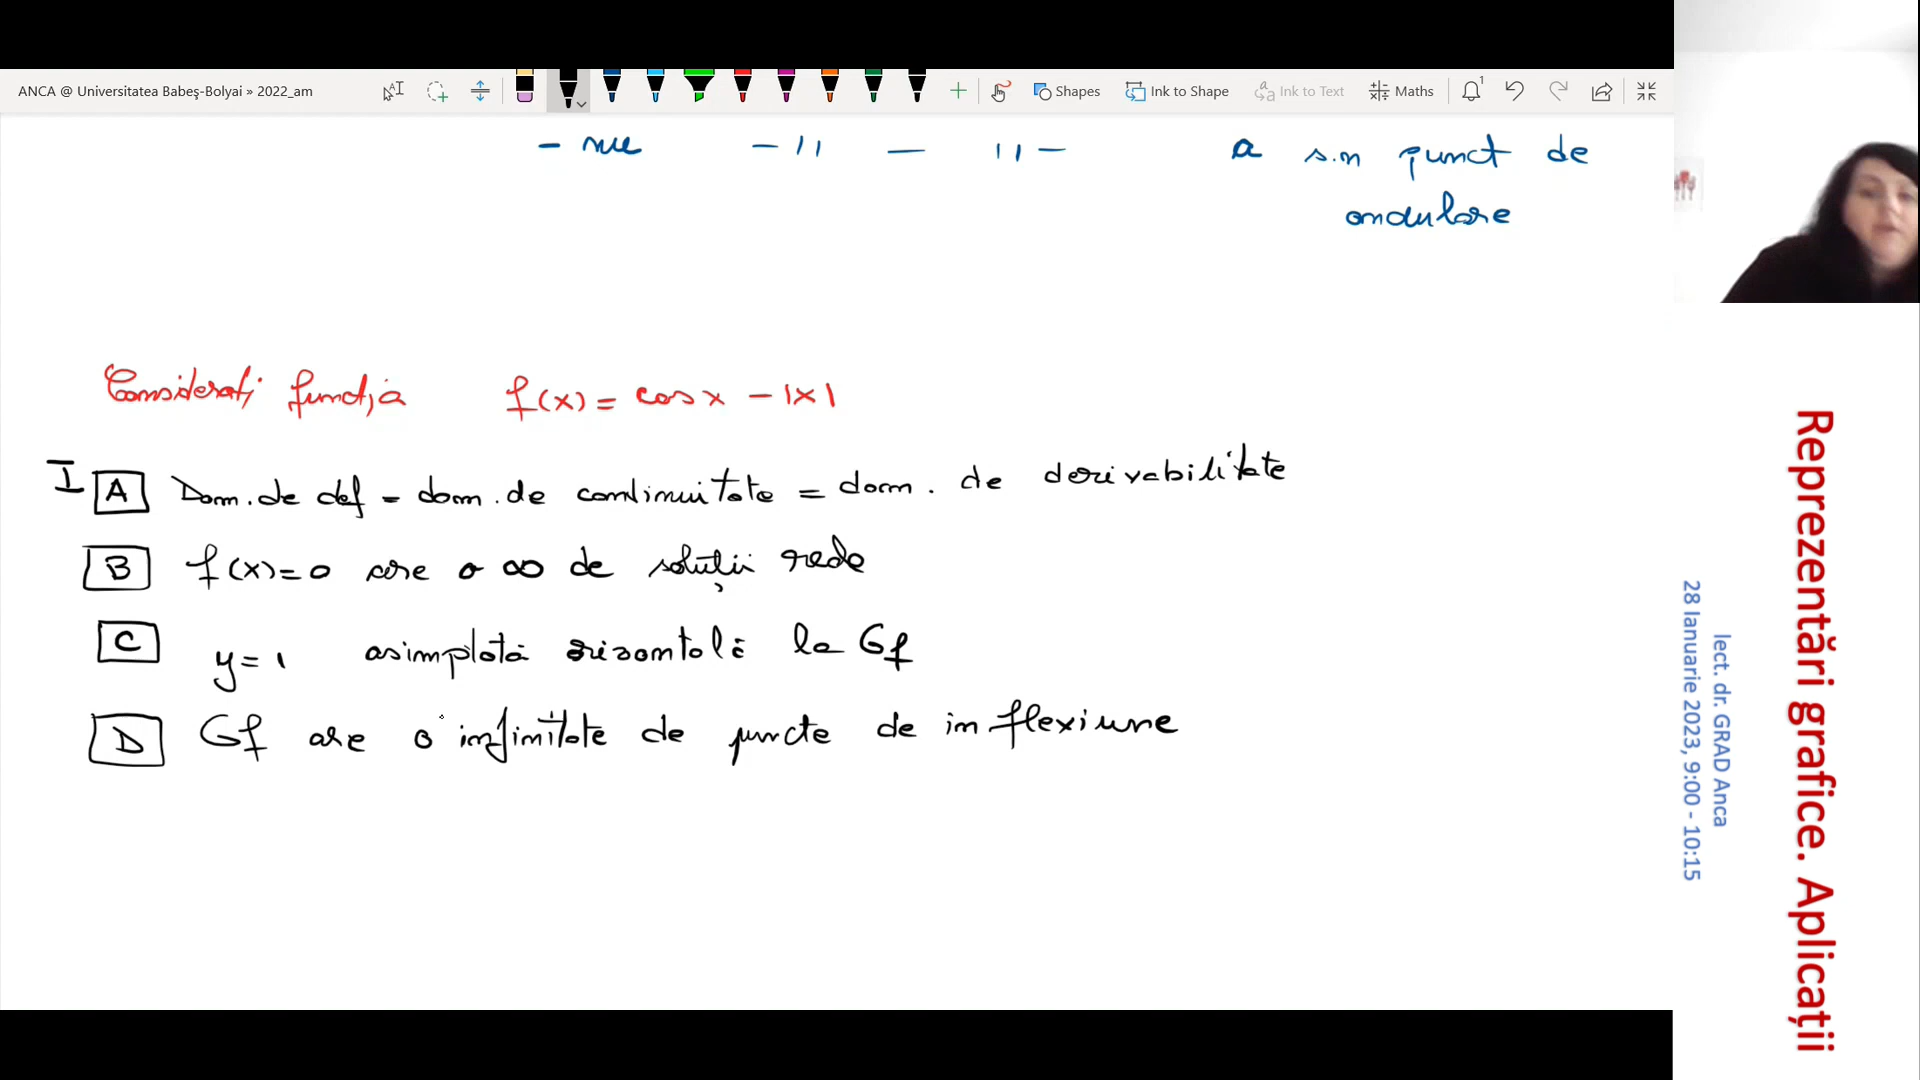 ANCA @ Universitatea Babeş-Bolyai » 2022_am
Shapes
Ink to Shape
Ink to Text
Maths
1
- nu -"- -"- a s.n punct de
ondulare
Considerați funcția f(x) = cos x - |x|
I A Dom. de def = dom. de continuitate = dom. de derivabilitate
B f(x)=0 are o ∞ de soluții reale
C y=1 asimptotă orizontală la Gf
D Gf are o infinitate de puncte de inflexiune
Reprezentări grafice. Aplicații
lect. dr. GRAD Anca
28 Ianuarie 2023, 9:00 - 10:15